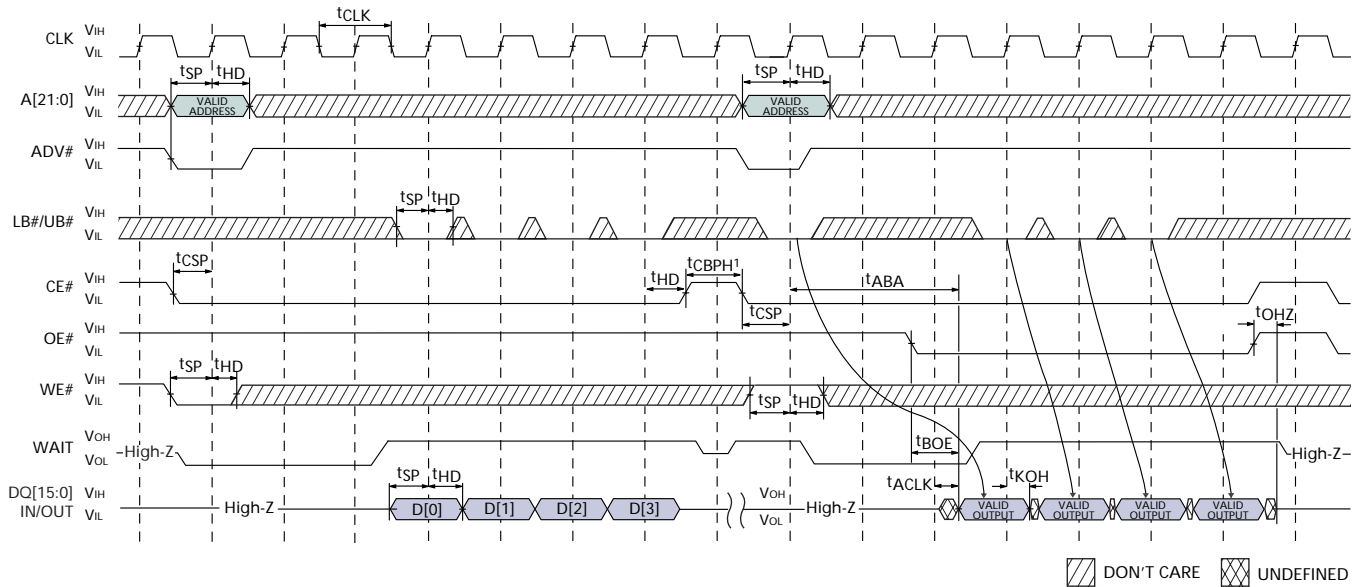 tCLK
CLK VIH
VIL
tSP tHD tSP tHD
A[21:0] VIH
VIL
VALID ADDRESS VALID ADDRESS
ADV# VIH
VIL
tSP tHD
LB#/UB# VIH
VIL
tCSP tHD tCBPH1 tABA
CE# VIH
VIL
tCSP
OE# VIH
VIL
tOHZ
tSP tHD
WE# VIH
VIL
tSP tHD
WAIT VOH
VOL
High-Z High-Z
tBOE
tSP tHD tACLK tKOH
DQ[15:0] VIH
IN/OUT VIL
High-Z D[0] D[1] D[2] D[3] VOH
VOL
High-Z VALID OUTPUT VALID OUTPUT VALID OUTPUT VALID OUTPUT
DON'T CARE UNDEFINED